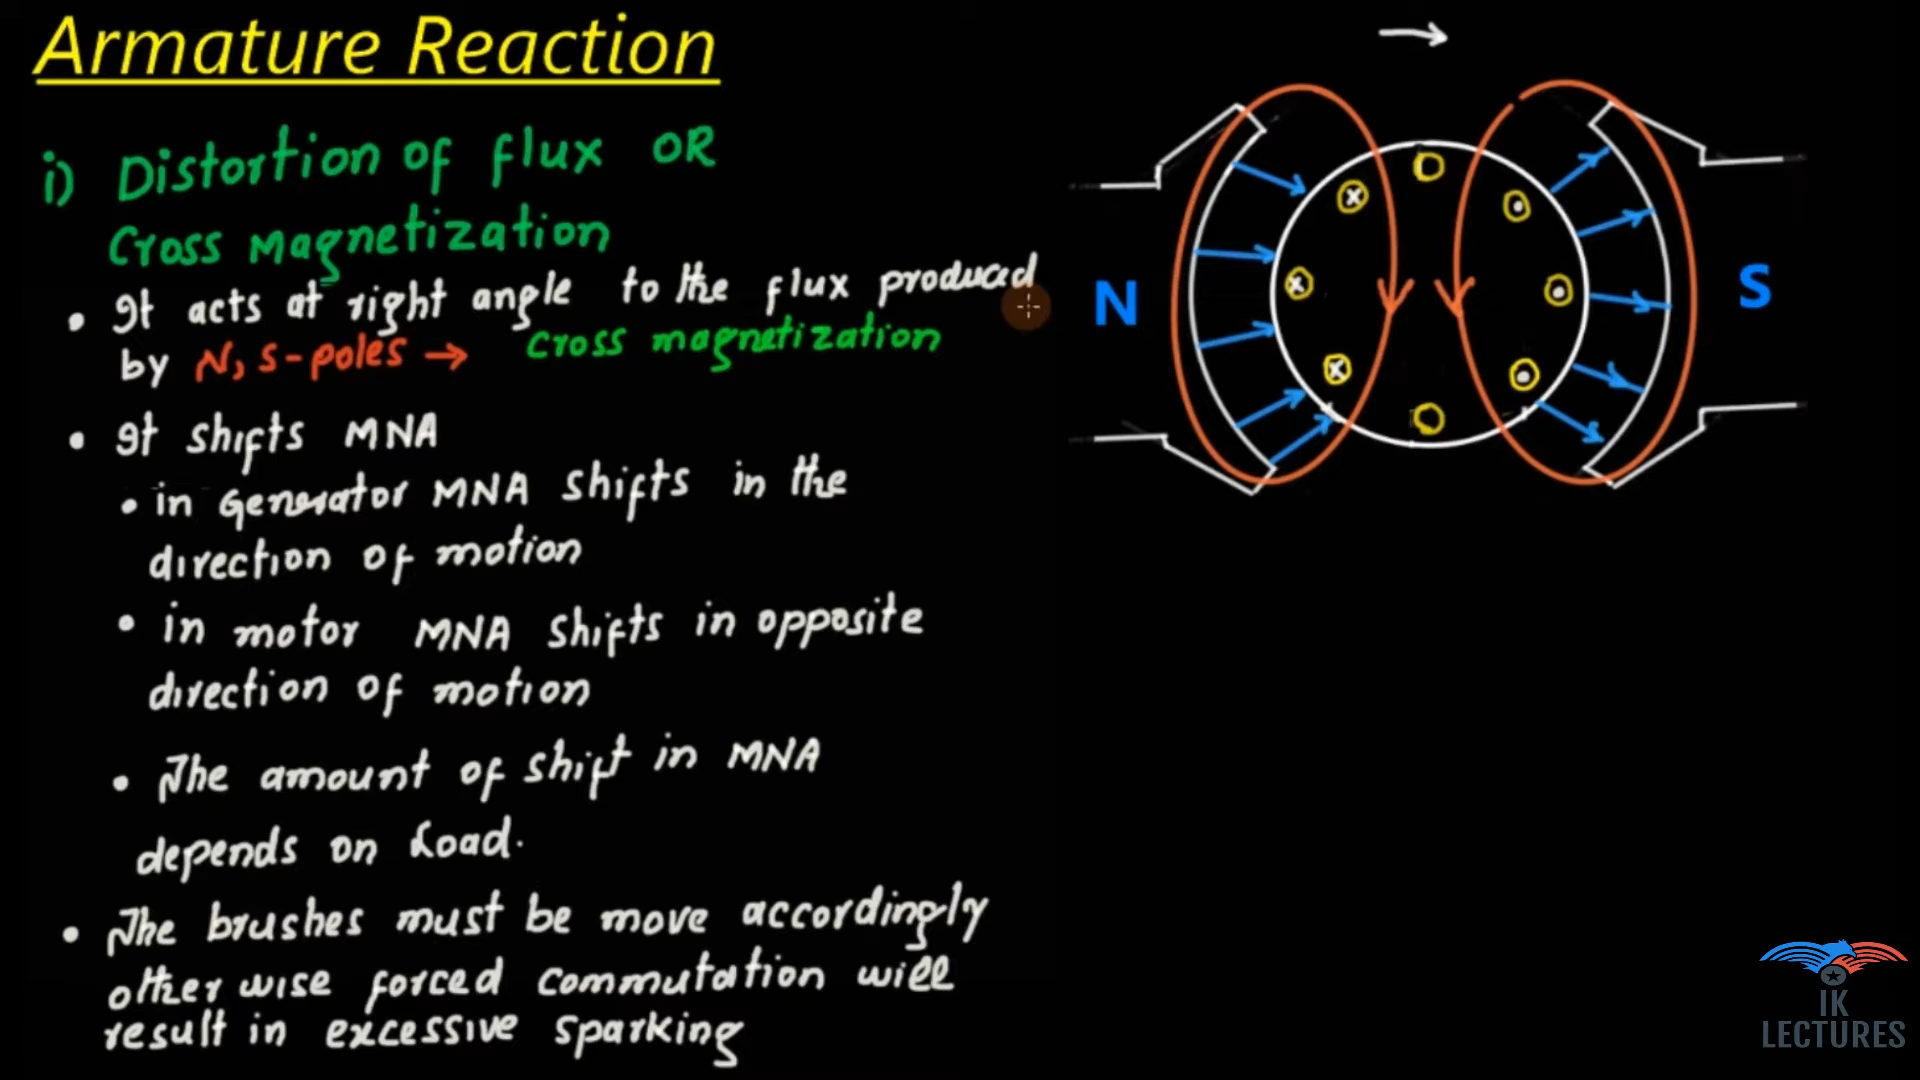 Armature Reaction
i) Distortion of flux OR
Cross Magnetization
• It acts at right angle to the flux produced
by N, S-poles → Cross magnetization
• It shifts MNA
• in Generator MNA shifts in the
direction of motion
• in motor MNA shifts in opposite
direction of motion
• The amount of shift in MNA
depends on Load.
• The brushes must be move accordingly
other wise forced commutation will
result in excessive sparking
N
S
IK
LECTURES